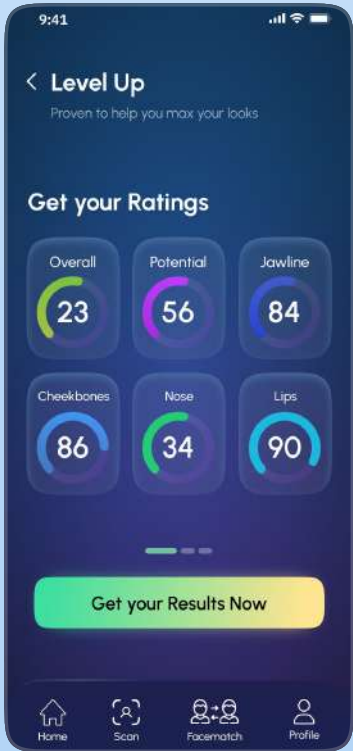 9:41
Level Up
Proven to help you max your looks
Get your Ratings
Overall Potential Jawline
23 56 84
Cheekbones Nose Lips
86 34 90
Get your Results Now
Home Scan Facematch Profile